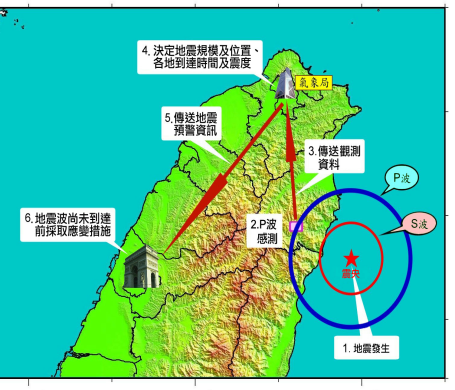 4. 決定地震規模及位置、
各地到達時間及震度
氣象局
5.傳送地震
預警資訊
3.傳送觀測
資料
P波
6.地震波尚未到達
前採取應變措施
2.P波
感測
S波
震央
1. 地震發生